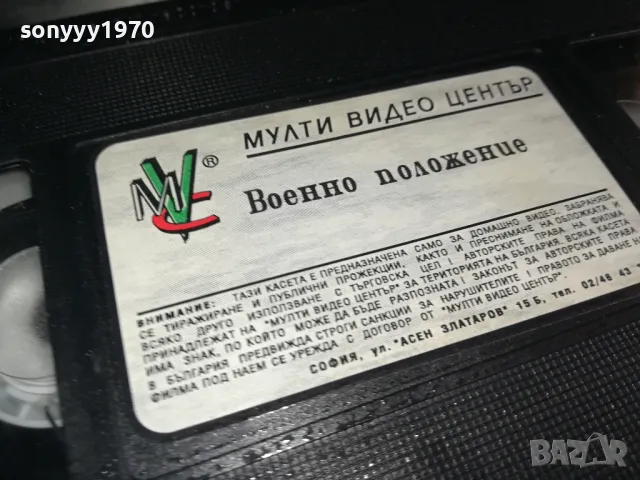 sonyyy1970
МУЛТИ ВИДЕО ЦЕНТЪР
MVC®
Военно положение
ВНИМАНИЕ: ТАЗИ КАСЕТА Е ПРЕДНАЗНАЧЕНА САМО ЗА ДОМАШНО ВИДЕО. ЗАБРАНЯВА
СЕ ТИРАЖИРАНЕ И ПУБЛИЧНИ ПРОЖЕКЦИИ, КАКТО И ПРЕСНИМАНЕ НА ОБЛОЖКАТА И
ВСЯКО ДРУГО ИЗПОЛЗВАНЕ С ТЪРГОВСКА ЦЕЛ! АВТОРСКИТЕ ПРАВА НА ФИЛМА
ПРИНАДЛЕЖАТ НА "МУЛТИ ВИДЕО ЦЕНТЪР" ЗА ТЕРИТОРИЯТА НА БЪЛГАРИЯ. ВСЯКА КАСЕТА
ИМА ЗНАК, ПО КОЙТО МОЖЕ ДА БЪДЕ РАЗПОЗНАТА! ЗАКОНЪТ ЗА АВТОРСКИТЕ ПРАВА
В БЪЛГАРИЯ ПРЕДВИЖДА СТРОГИ САНКЦИИ ЗА НАРУШИТЕЛИТЕ! ПРАВОТО ЗА ДАВАНЕ
ФИЛМА ПОД НАЕМ СЕ УРЕЖДА С ДОГОВОР ОТ "МУЛТИ ВИДЕО ЦЕНТЪР".
СОФИЯ, ул. "АСЕН ЗЛАТАРОВ" 15 Б, тел. 02/48 43
BAZAR
bg